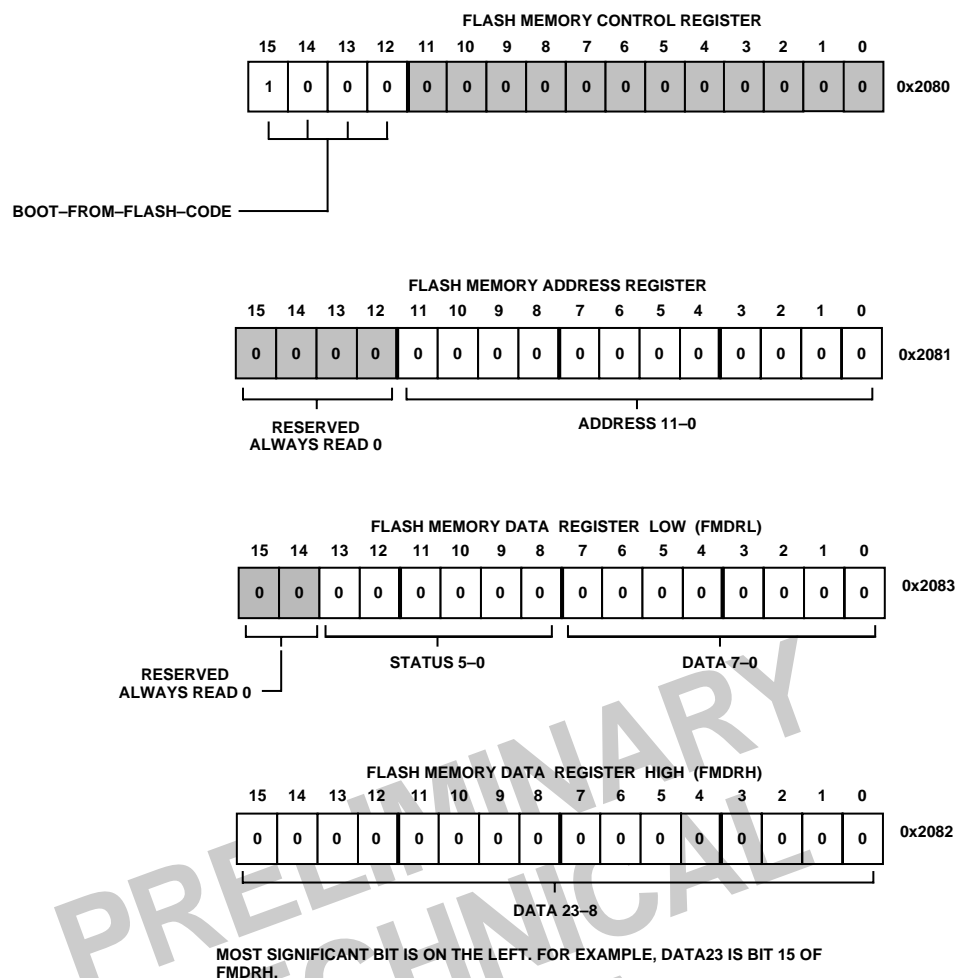 FLASH MEMORY CONTROL REGISTER
15 14 13 12 11 10 9 8 7 6 5 4 3 2 1 0
1 0 0 0 0 0 0 0 0 0 0 0 0 0 0 0 0x2080
BOOT–FROM–FLASH–CODE
FLASH MEMORY ADDRESS REGISTER
15 14 13 12 11 10 9 8 7 6 5 4 3 2 1 0
0 0 0 0 0 0 0 0 0 0 0 0 0 0 0 0 0x2081
RESERVED
ALWAYS READ 0
ADDRESS 11–0
FLASH MEMORY DATA REGISTER LOW (FMDRL)
15 14 13 12 11 10 9 8 7 6 5 4 3 2 1 0
0 0 0 0 0 0 0 0 0 0 0 0 0 0 0 0 0x2083
RESERVED
ALWAYS READ 0
STATUS 5–0
DATA 7–0
FLASH MEMORY DATA REGISTER HIGH (FMDRH)
15 14 13 12 11 10 9 8 7 6 5 4 3 2 1 0
0 0 0 0 0 0 0 0 0 0 0 0 0 0 0 0 0x2082
DATA 23–8
MOST SIGNIFICANT BIT IS ON THE LEFT. FOR EXAMPLE, DATA23 IS BIT 15 OF
FMDRH.
PRELIMINARY
TECHNICAL